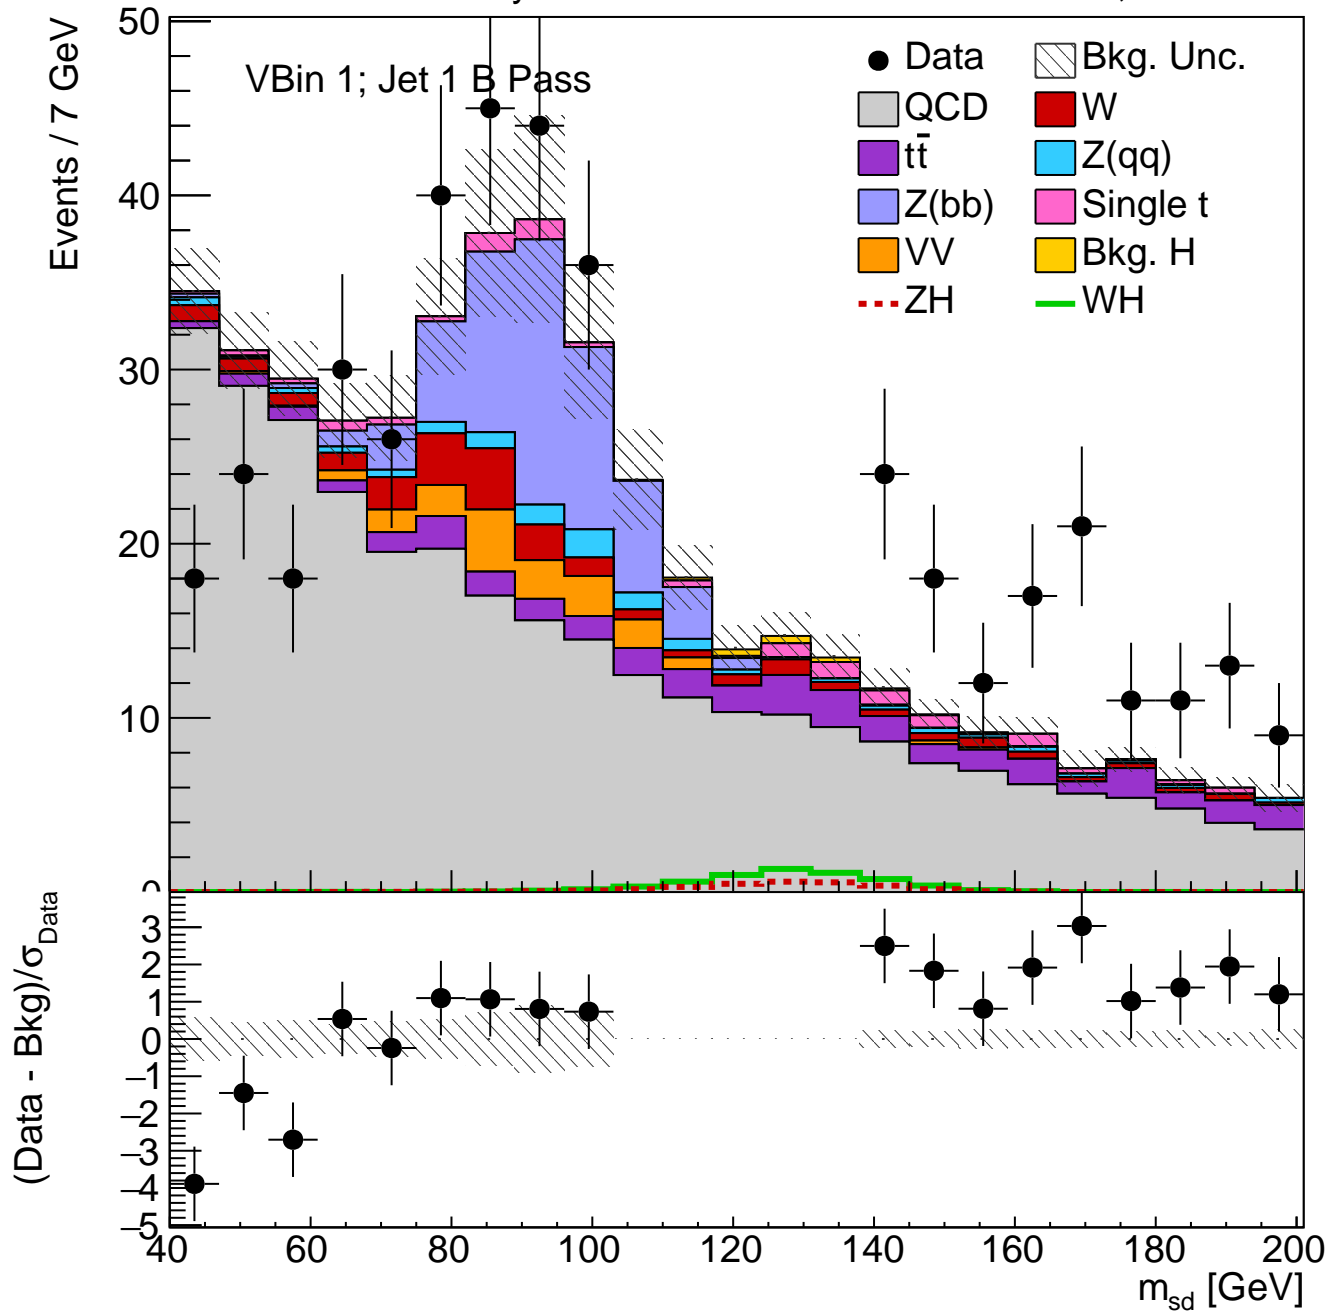 50
Events / 7 GeV
VBin 1; Jet 1 B Pass
Data
Bkg. Unc.
QCD
W
tt̄
Z(qq)
Z(bb)
Single t
VV
Bkg. H
ZH
WH
40
30
20
10
0
(Data - Bkg)/σ_Data
3
2
1
0
−1
−2
−3
−4
−5
40 60 80 100 120 140 160 180 200
m_sd [GeV]